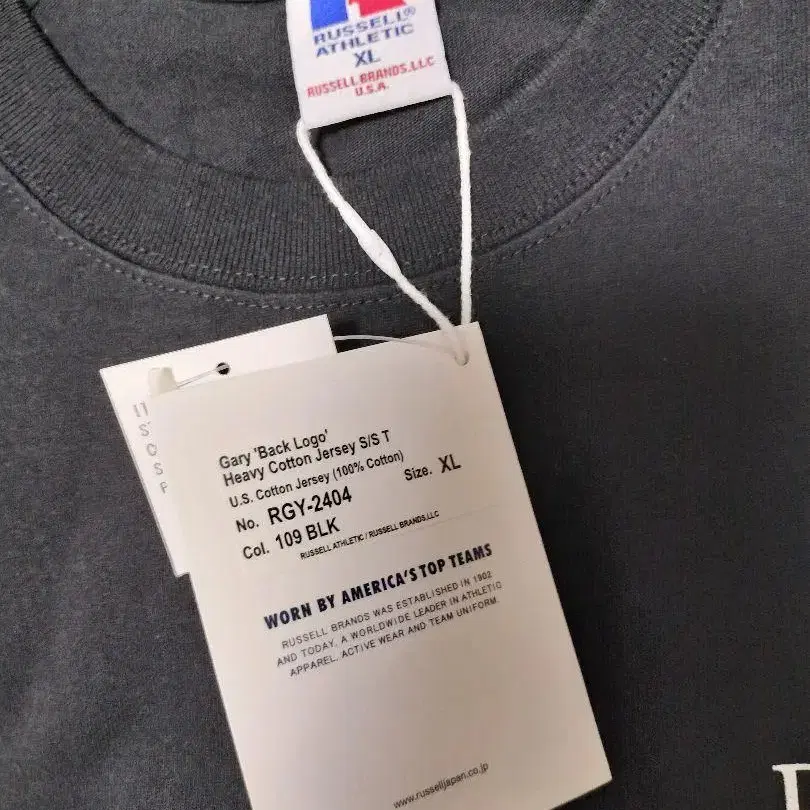 RUSSELL®
ATHLETIC
XL
RUSSELL BRANDS, LLC
U.S.A.
Gary 'Back Logo'
Heavy Cotton Jersey S/S T
U.S. Cotton Jersey (100% Cotton)
No. RGY-2404 Size. XL
Col. 109 BLK
RUSSELL ATHLETIC / RUSSELL BRANDS,LLC
WORN BY AMERICA'S TOP TEAMS
RUSSELL BRANDS WAS ESTABLISHED IN 1902
AND TODAY, A WORLDWIDE LEADER IN ATHLETIC
APPAREL, ACTIVE WEAR AND TEAM UNIFORM.
www.russelljapan.co.jp